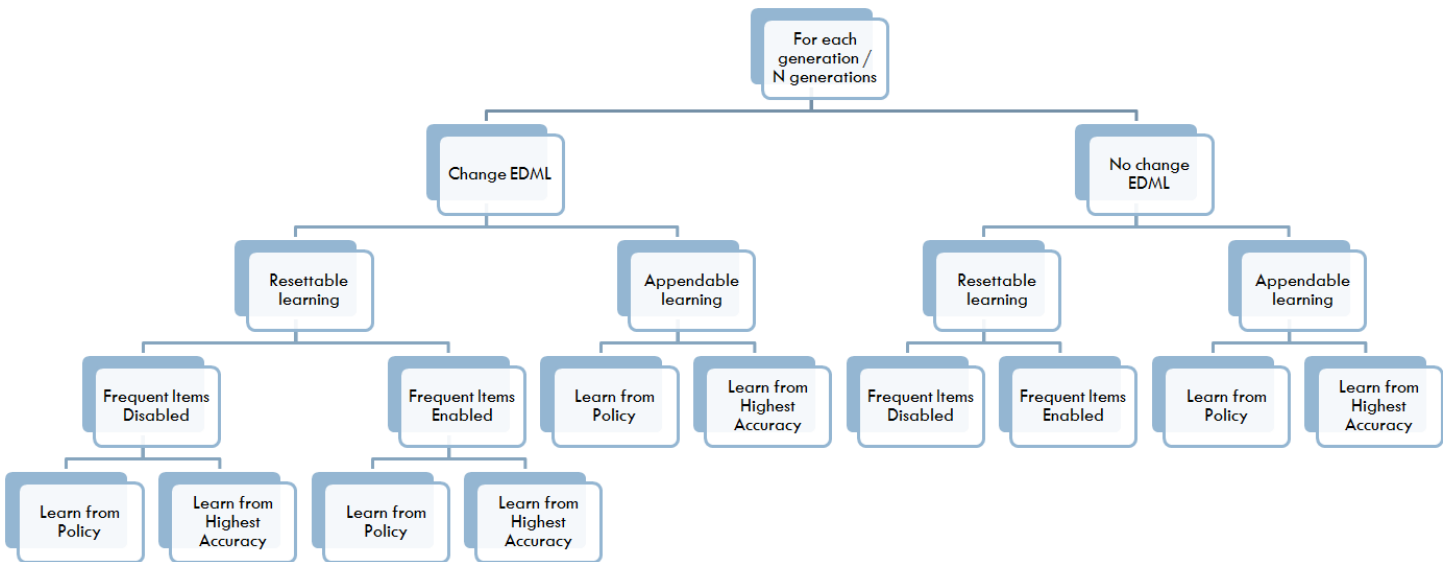 For each
generation /
N generations
Change EDML
No change
EDML
Resettable
learning
Appendable
learning
Resettable
learning
Appendable
learning
Frequent Items
Disabled
Frequent Items
Enabled
Learn from
Policy
Learn from
Highest
Accuracy
Frequent Items
Disabled
Frequent Items
Enabled
Learn from
Policy
Learn from
Highest
Accuracy
Learn from
Policy
Learn from
Highest
Accuracy
Learn from
Policy
Learn from
Highest
Accuracy